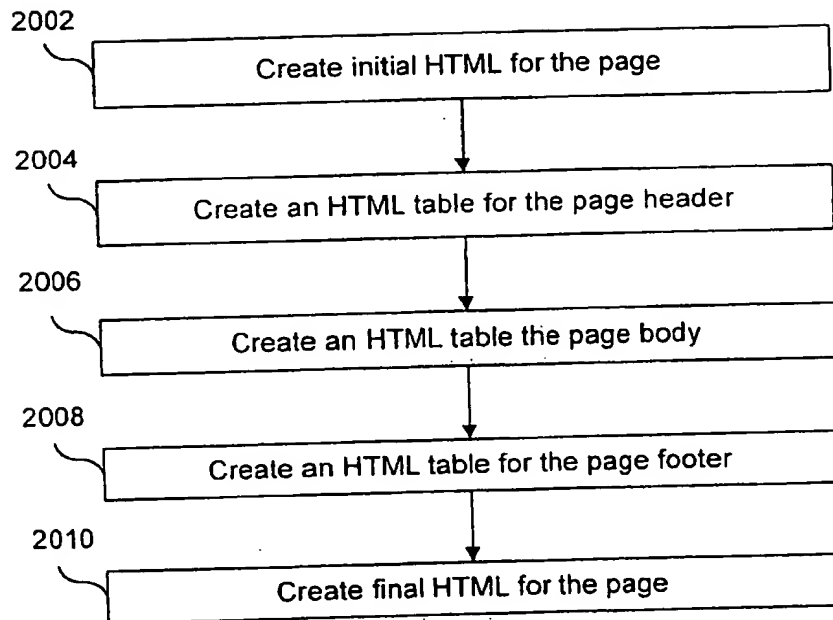 2002
Create initial HTML for the page
2004
Create an HTML table for the page header
2006
Create an HTML table the page body
2008
Create an HTML table for the page footer
2010
Create final HTML for the page